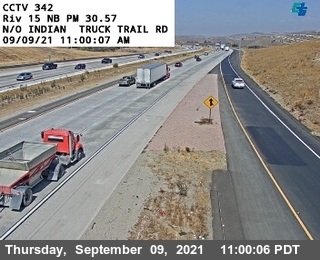 CCTV 342
Riv 15 NB PM 30.57
N/O INDIAN TRUCK TRAIL RD
09/09/21 11:00:07 AM
Thursday, September 09, 2021 11:00:06 PDT